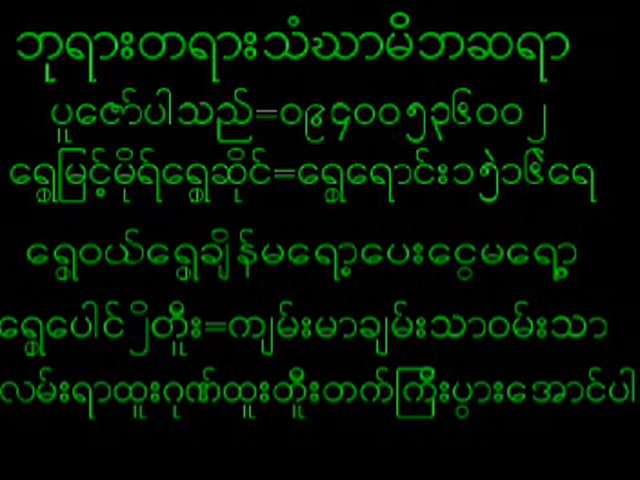 ဘုရားတရားသံဃာမိဘဆရာ
ပူဇော်ပါသည်=၀၉၄၀၀၅၃၆၀၀၂
ရွှေမြင့်မိုရ်ရွှေဆိုင်=ရွှေရောင်း၁၅ဲ၁၆ဲရေ
ရွှေဝယ်ရွှေချိန်မရော့ပေးငွေမရော့
ရွှေပေါင်၂ိတိူး=ကျမ်းမာချမ်းသာဝမ်းသာ
လမ်းရာထူးဂုဏ်ထူးတိူးတက်ကြီးပွားအောင်ပါ